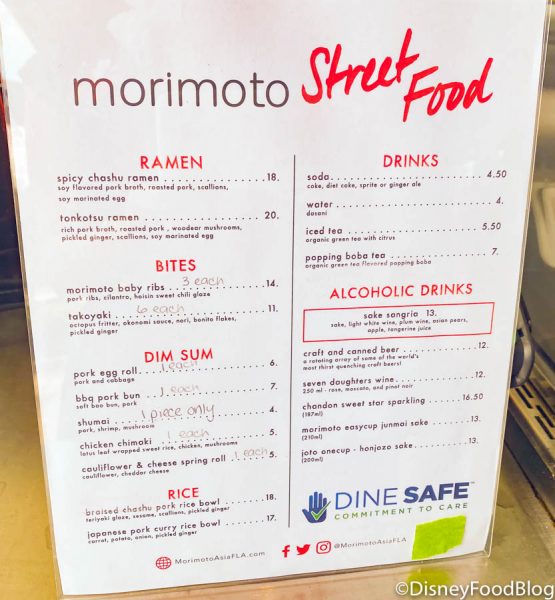 morimoto Street Food
RAMEN
spicy chashu ramen ........ 18.
soy flavored pork broth, roasted pork, scallions,
soy marinated egg
tonkotsu ramen ........ 20.
rich pork broth, roasted pork , woodear mushrooms,
pickled ginger, scallions, soy marinated egg
BITES
3 each
morimoto baby ribs ........ 14.
pork ribs, cilantro, hoisin sweet chili glaze
6 each
takoyaki ........ 11.
octopus fritter, okonomi sauce, nori, bonito flakes,
pickled ginger
DIM SUM
1 each
pork egg roll ........ 6.
pork and cabbage
1 each
bbq pork bun ........ 7.
soft bao bun, pork
1 piece only
shumai ........ 4.
pork, shrimp, mushroom
1 each
chicken chimaki ........ 5.
lotus leaf wrapped sweet rice, chicken, mushrooms
1 each
cauliflower & cheese spring roll ........ 5.
cauliflower, cheddar cheese
RICE
braised chashu pork rice bowl ........ 18.
teriyaki glaze, sesame, scallions, pickled ginger
japanese pork curry rice bowl ........ 17.
carrot, potato, onion, pickled ginger
DRINKS
soda ........ 4.50
coke, diet coke, sprite or ginger ale
water ........ 4.
dasani
iced tea ........ 5.50
organic green tea with citrus
popping boba tea ........ 7.
organic green tea flavored popping boba
ALCOHOLIC DRINKS
sake sangria 13.
sake, light white wine, plum wine, asian pears,
apple, tangerine juice
craft and canned beer ........ 12.
a rotating array of some of the world's
most thirst quenching craft beers!
seven daughters wine ........ 12.
250 ml - rose, moscato, and pinot noir
chandon sweet star sparkling ........ 16.50
(187ml)
morimoto easycup junmai sake ........ 13.
(210ml)
joto onecup - honjozo sake ........ 13.
(200ml)
DINE SAFE™
COMMITMENT TO CARE
MorimotoAsiaFLA.com
@MorimotoAsiaFLA
©DisneyFoodBlog